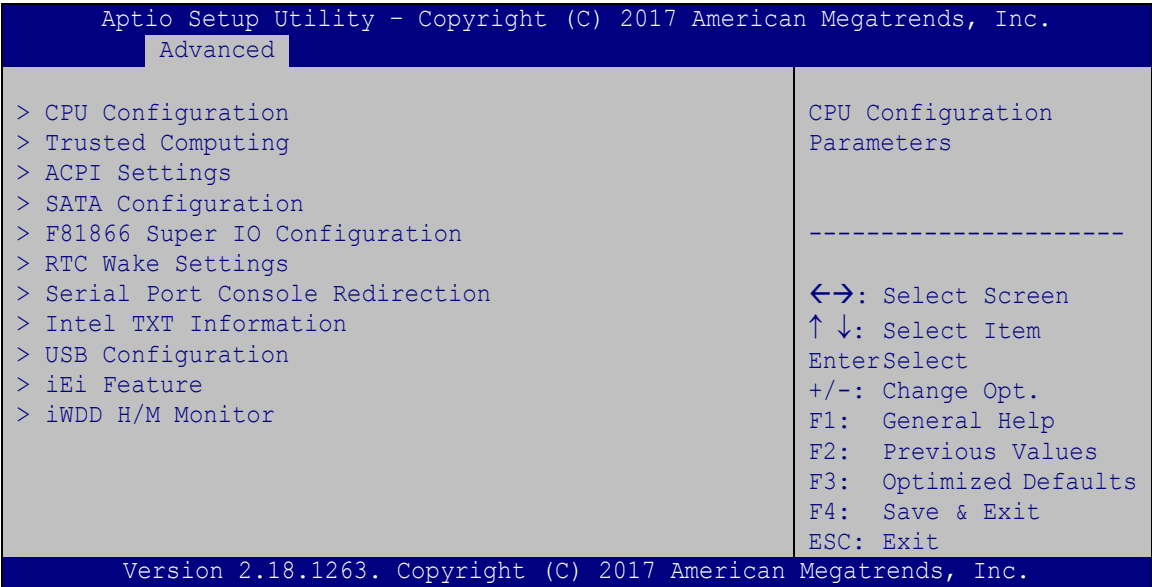 Aptio Setup Utility – Copyright (C) 2017 American Megatrends, Inc.
Advanced
> CPU Configuration
> Trusted Computing
> ACPI Settings
> SATA Configuration
> F81866 Super IO Configuration
> RTC Wake Settings
> Serial Port Console Redirection
> Intel TXT Information
> USB Configuration
> iEi Feature
> iWDD H/M Monitor
CPU Configuration
Parameters
----------------------
←→: Select Screen
↑ ↓: Select Item
EnterSelect
+/-: Change Opt.
F1: General Help
F2: Previous Values
F3: Optimized Defaults
F4: Save & Exit
ESC: Exit
Version 2.18.1263. Copyright (C) 2017 American Megatrends, Inc.